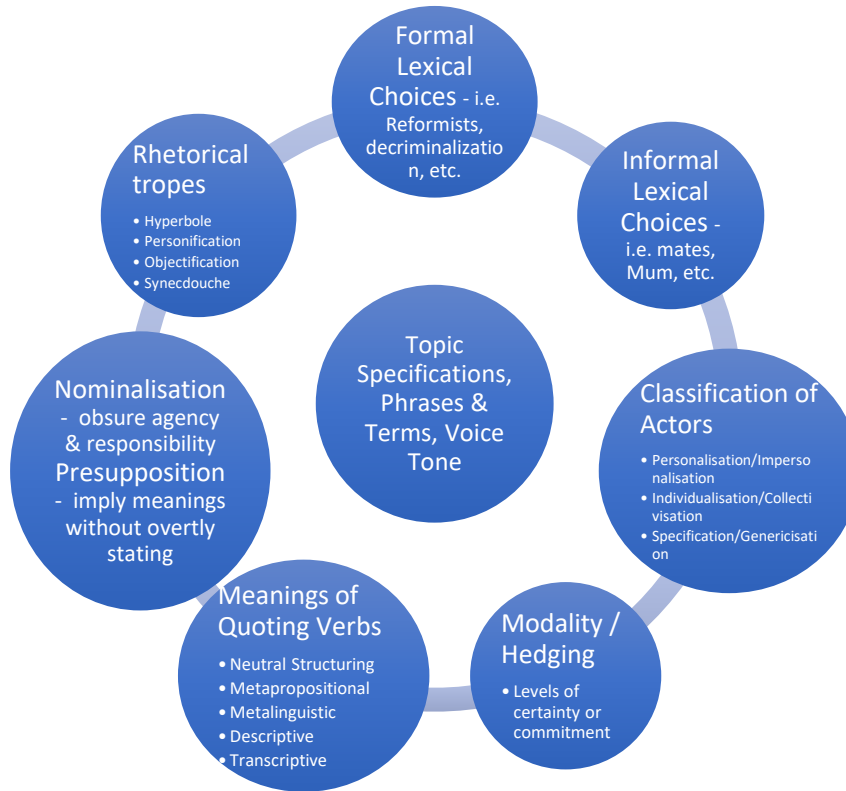 Formal
Lexical
Choices - i.e.
Reformists,
decriminalizatio
n, etc.
Informal
Lexical
Choices -
i.e. mates,
Mum, etc.
Classification of
Actors
• Personalisation/Imperso
nalisation
• Individualisation/Collecti
visation
• Specification/Genericisati
on
Modality /
Hedging
• Levels of
certainty or
commitment
Meanings of
Quoting Verbs
• Neutral Structuring
• Metapropositional
• Metalinguistic
• Descriptive
• Transcriptive
Nominalisation
- obsure agency
& responsibility
Presupposition
- imply meanings
without overtly
stating
Rhetorical
tropes
• Hyperbole
• Personification
• Objectification
• Synecdouche
Topic
Specifications,
Phrases &
Terms, Voice
Tone